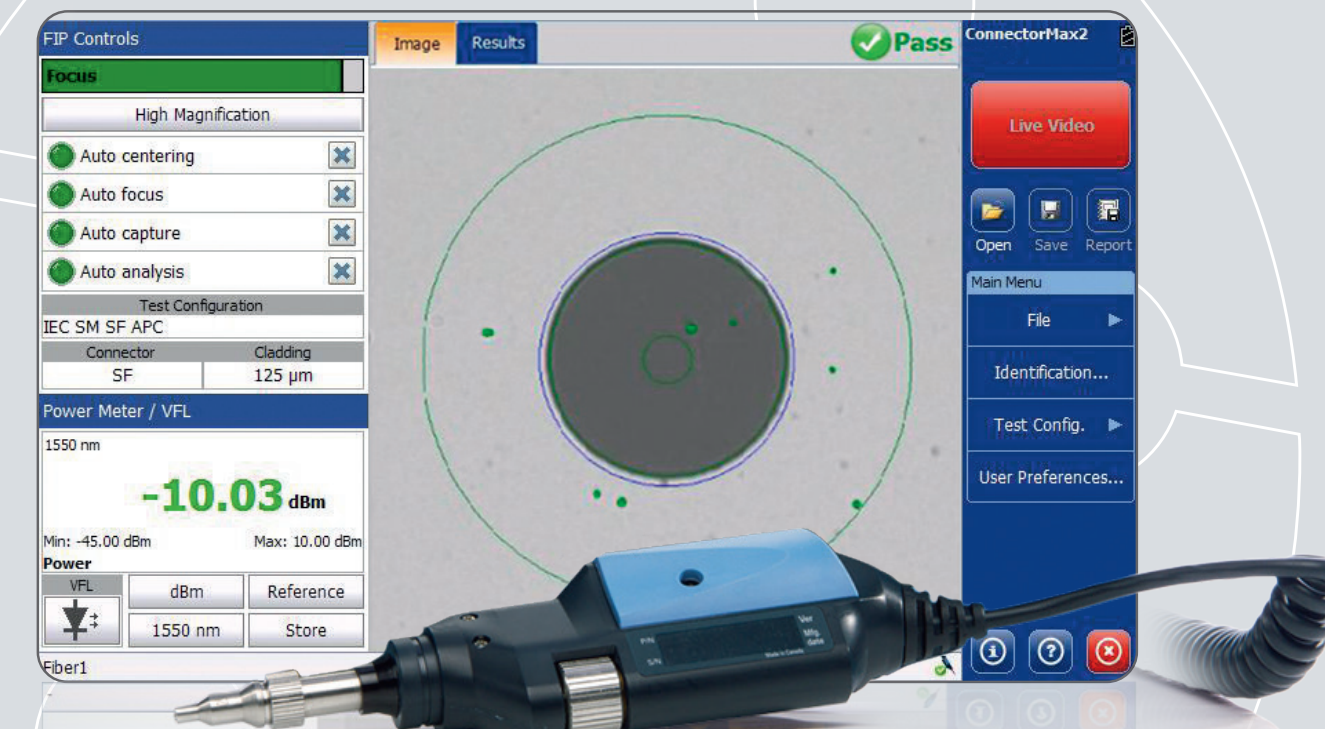 FIP Controls
Focus
High Magnification
Auto centering
Auto focus
Auto capture
Auto analysis
Test Configuration
IEC SM SF APC
Connector Cladding
SF 125 µm
Power Meter / VFL
1550 nm
-10.03 dBm
Min: -45.00 dBm Max: 10.00 dBm
Power
VFL dBm Reference
1550 nm Store
Fiber1
Image Results Pass
ConnectorMax2
Live Video
Open Save Report
Main Menu
File
Identification...
Test Config.
User Preferences...
P/N Ver
Mfg.
date
S/N Made in Canada